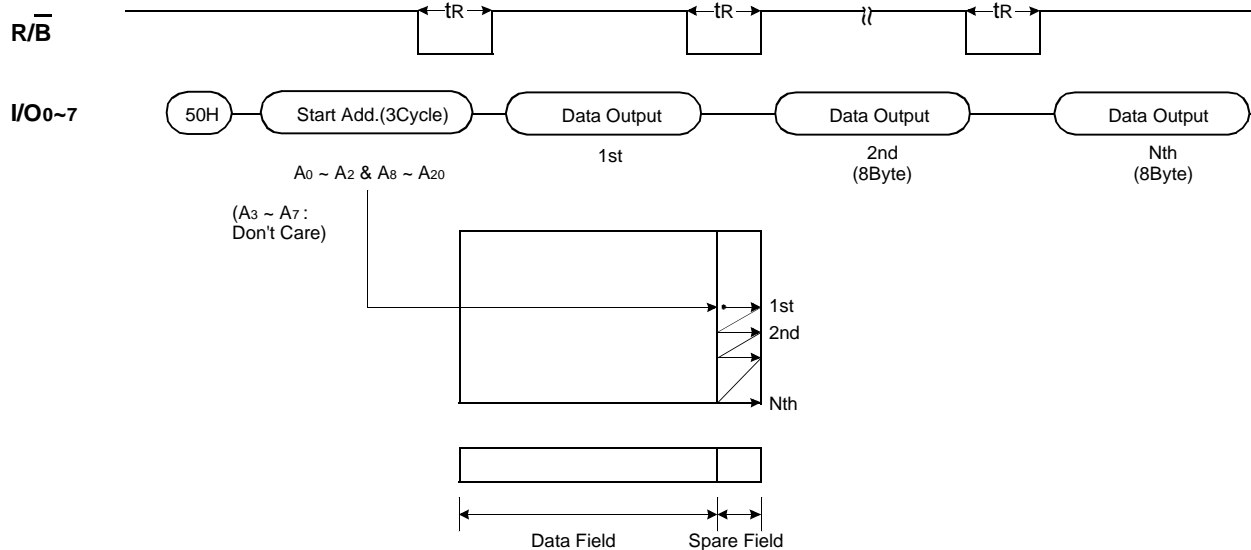 tR tR tR
R/B
I/O0~7 50H Start Add.(3Cycle) Data Output Data Output Data Output
1st 2nd Nth
(8Byte) (8Byte)
A0 ~ A2 & A8 ~ A20
(A3 ~ A7 :
Don't Care)
1st
2nd
Nth
Data Field Spare Field